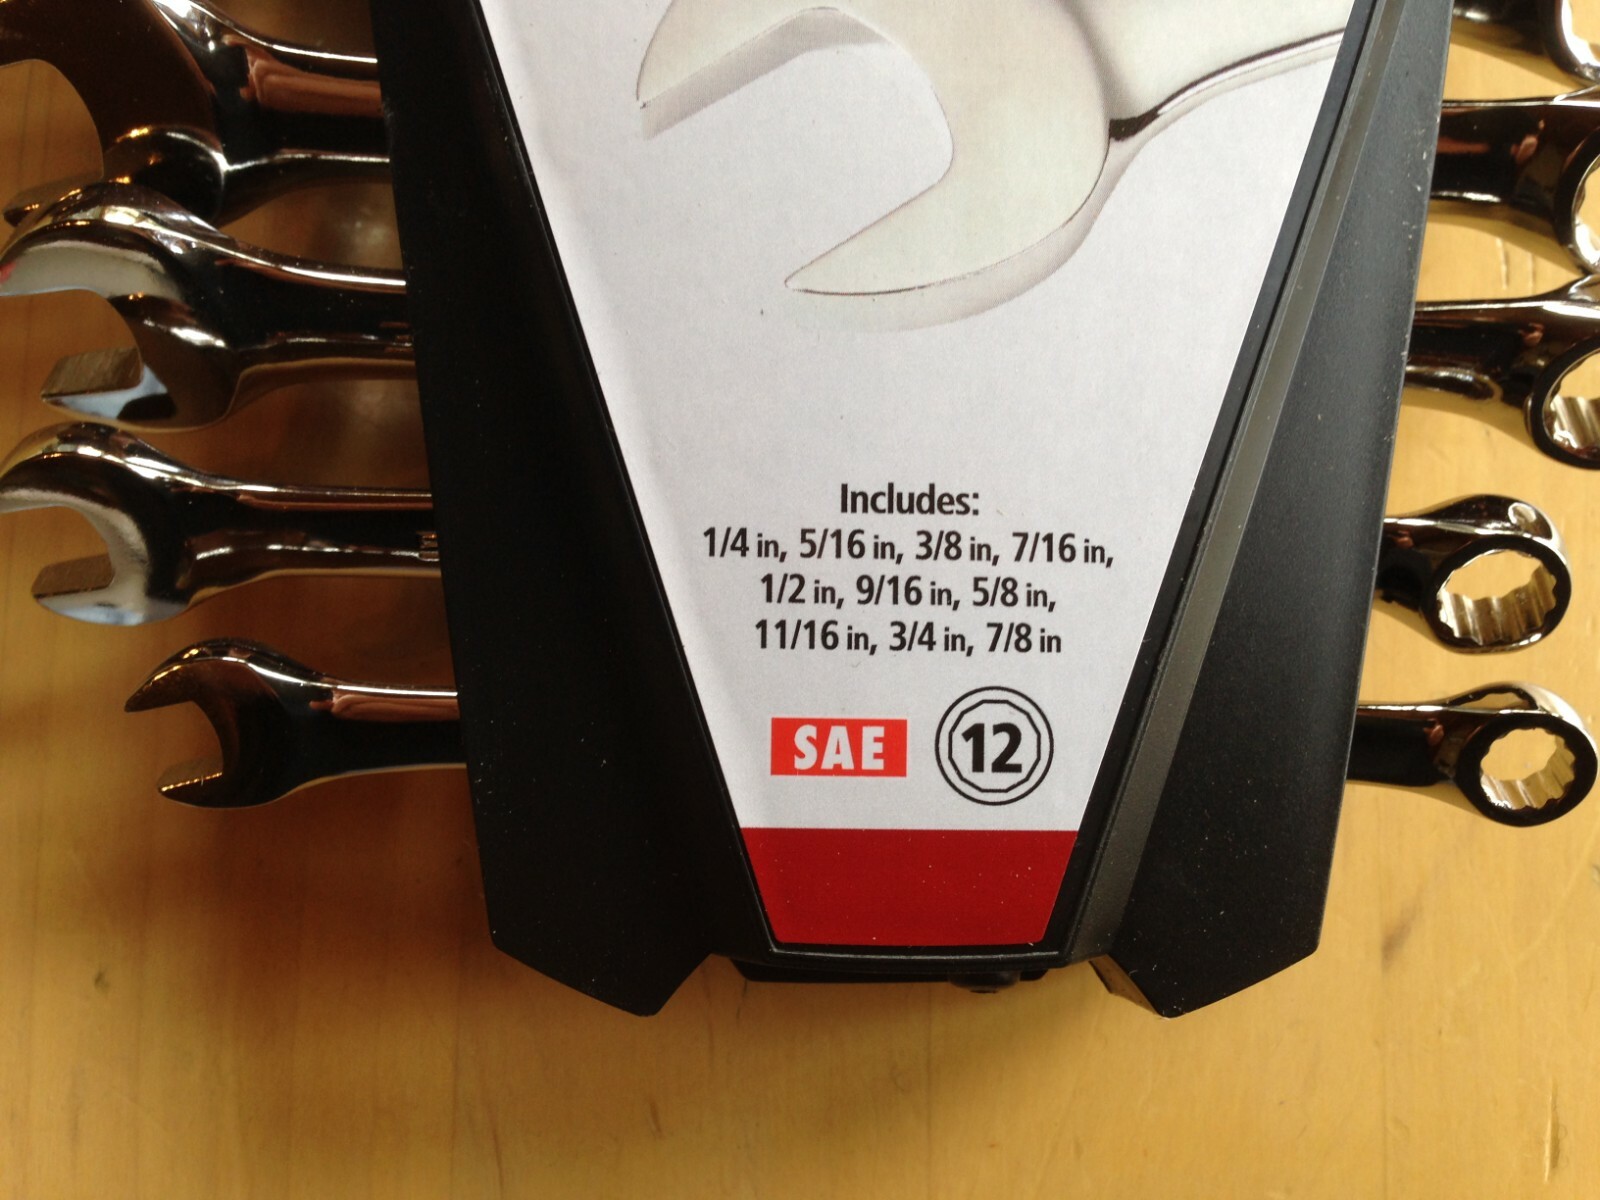 Includes:
1/4 in, 5/16 in, 3/8 in, 7/16 in,
1/2 in, 9/16 in, 5/8 in,
11/16 in, 3/4 in, 7/8 in
SAE 12